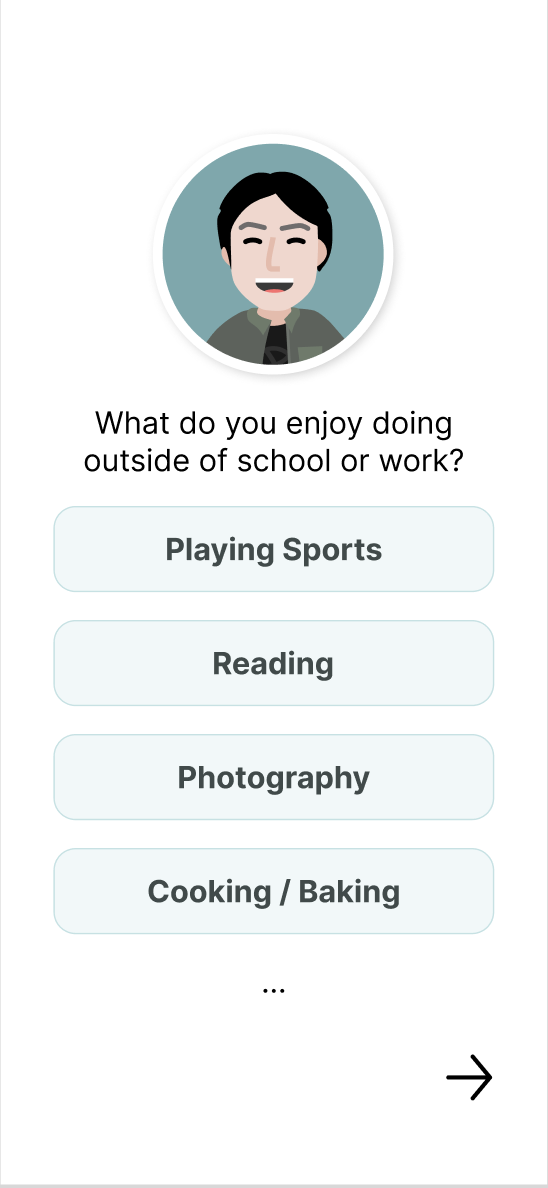 What do you enjoy doing
outside of school or work?
Playing Sports
Reading
Photography
Cooking / Baking
...